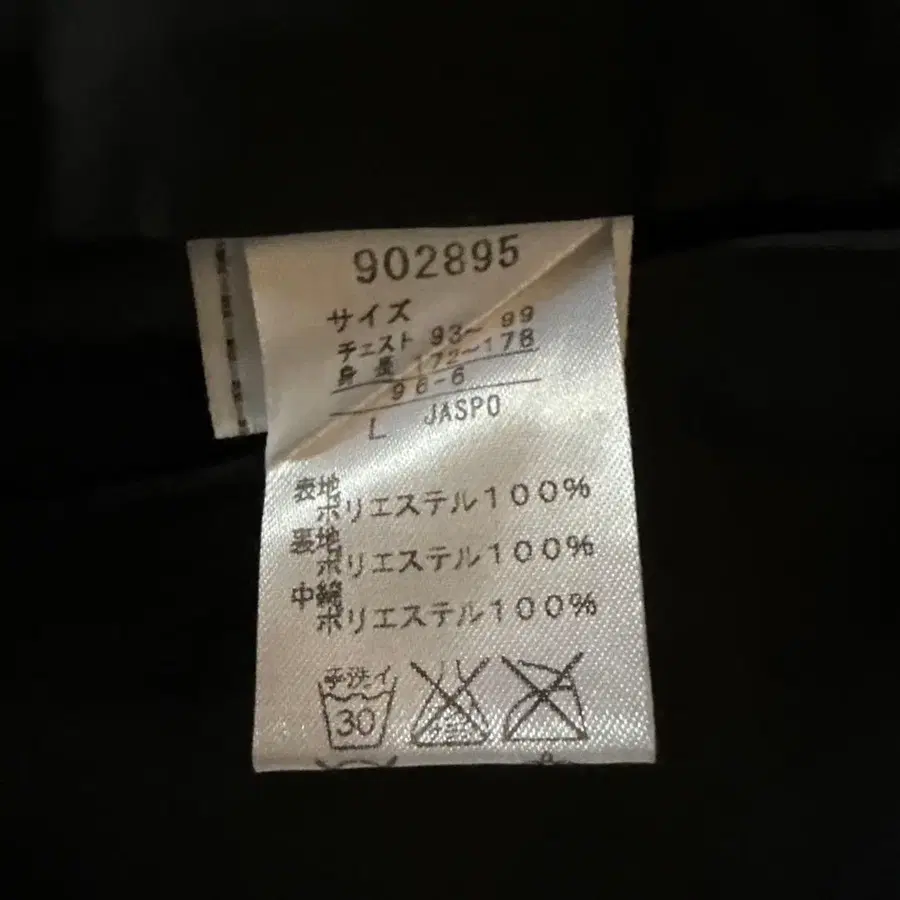 902895
サイズ
チェスト 93~ 99
身 長 172~178
96-6
L JASPO
表地
ポリエステル100%
裏地
ポリエステル100%
中綿
ポリエステル100%
手洗イ
30